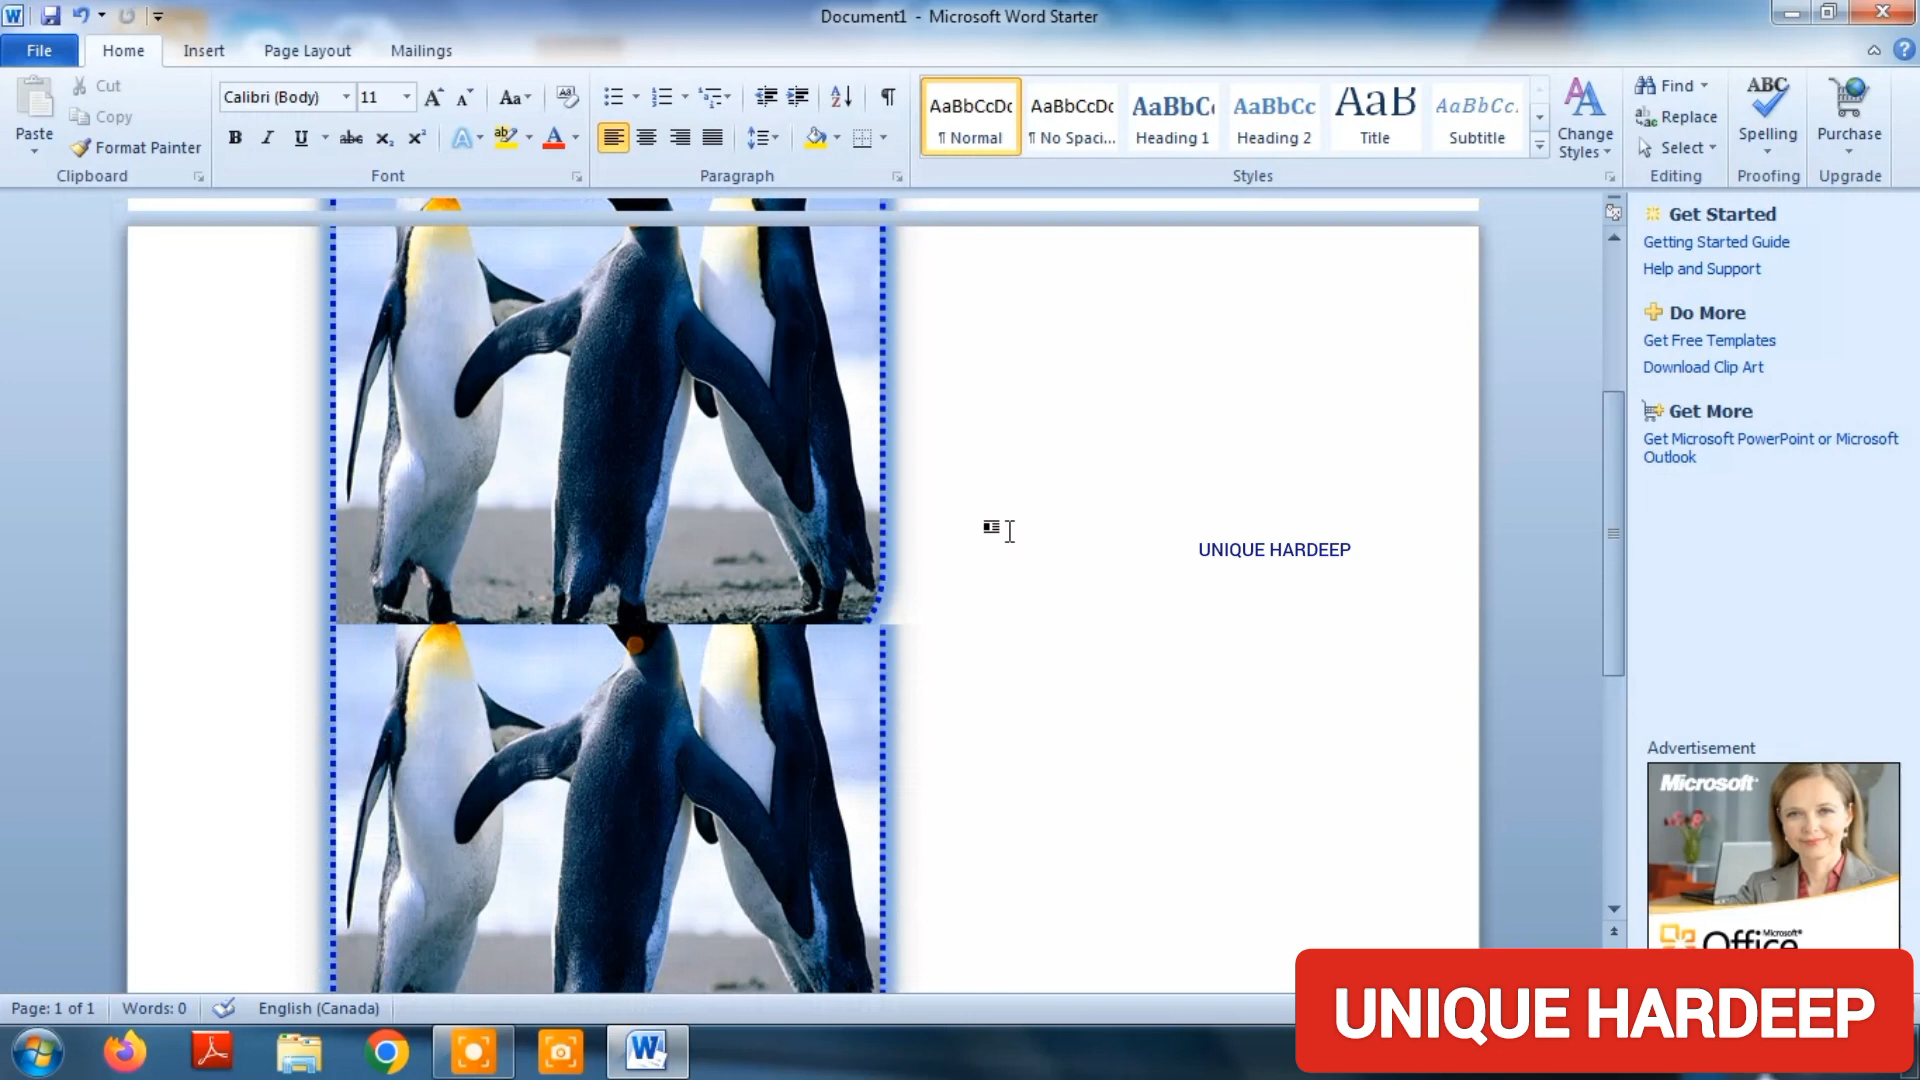 Document1 - Microsoft Word Starter
File Home Insert Page Layout Mailings
Paste
Cut
Copy
Format Painter
Clipboard
Calibri (Body) 11
Font
Paragraph
AaBbCcDc AaBbCcDc AaBbC AaBbCc AaB AaBbCc.
¶ Normal ¶ No Spaci... Heading 1 Heading 2 Title Subtitle
Styles
Change
Styles
Find
Replace
Select
Editing
ABC
Spelling
Proofing
Purchase
Upgrade
Get Started
Getting Started Guide
Help and Support
Do More
Get Free Templates
Download Clip Art
Get More
Get Microsoft PowerPoint or Microsoft
Outlook
UNIQUE HARDEEP
Advertisement
Microsoft
Microsoft
Office
Page: 1 of 1 Words: 0 English (Canada)
UNIQUE HARDEEP